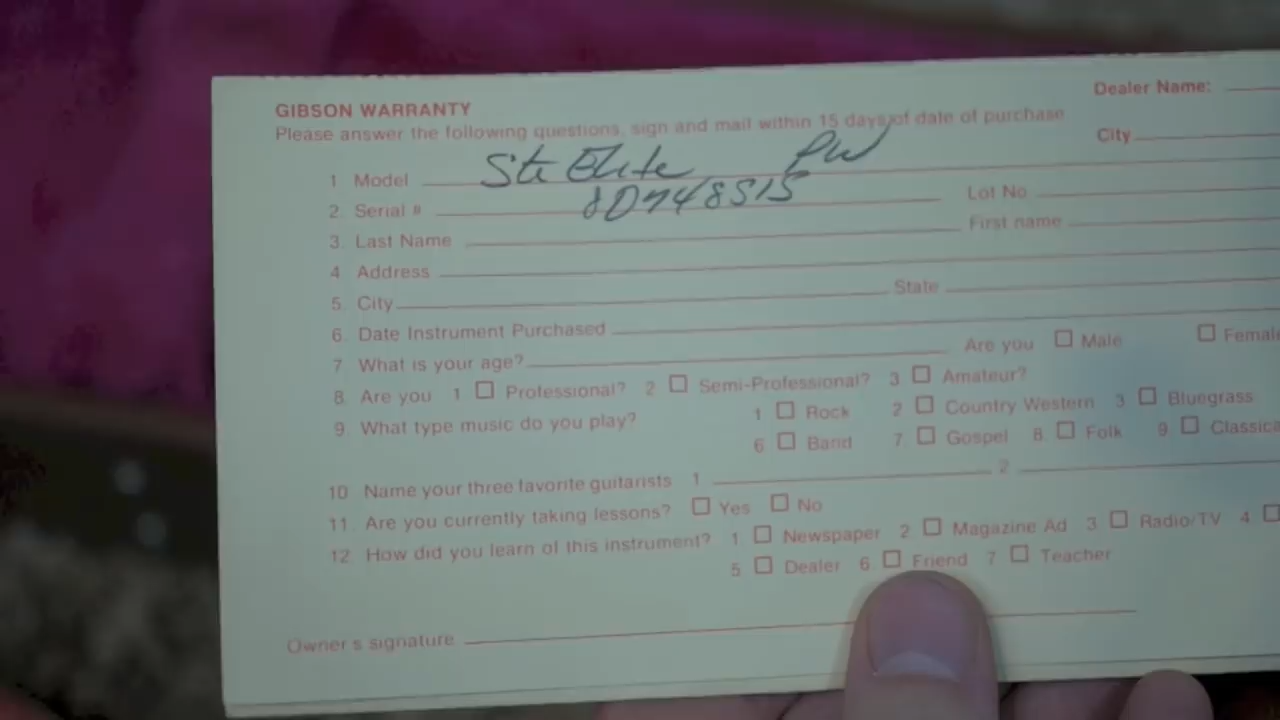 GIBSON WARRANTY
Please answer the following questions, sign and mail within 15 days of date of purchase
Dealer Name:
City
1 Model Ste Elite PW
2. Serial # 80748515
Lot No
3. Last Name
First name
4 Address
5. City
State
6. Date Instrument Purchased
7 What is your age?
Are you Male Female
8. Are you 1 Professional? 2 Semi-Professional? 3 Amateur?
9. What type music do you play? 1 Rock 2 Country Western 3 Bluegrass
6 Band 7 Gospel 8 Folk 9 Classica
10 Name your three favorite guitarists 1 2
11. Are you currently taking lessons? Yes No
12. How did you learn of this instrument? 1. Newspaper 2 Magazine Ad 3 Radio/TV 4
5 Dealer 6 Friend 7 Teacher
Owner's signature